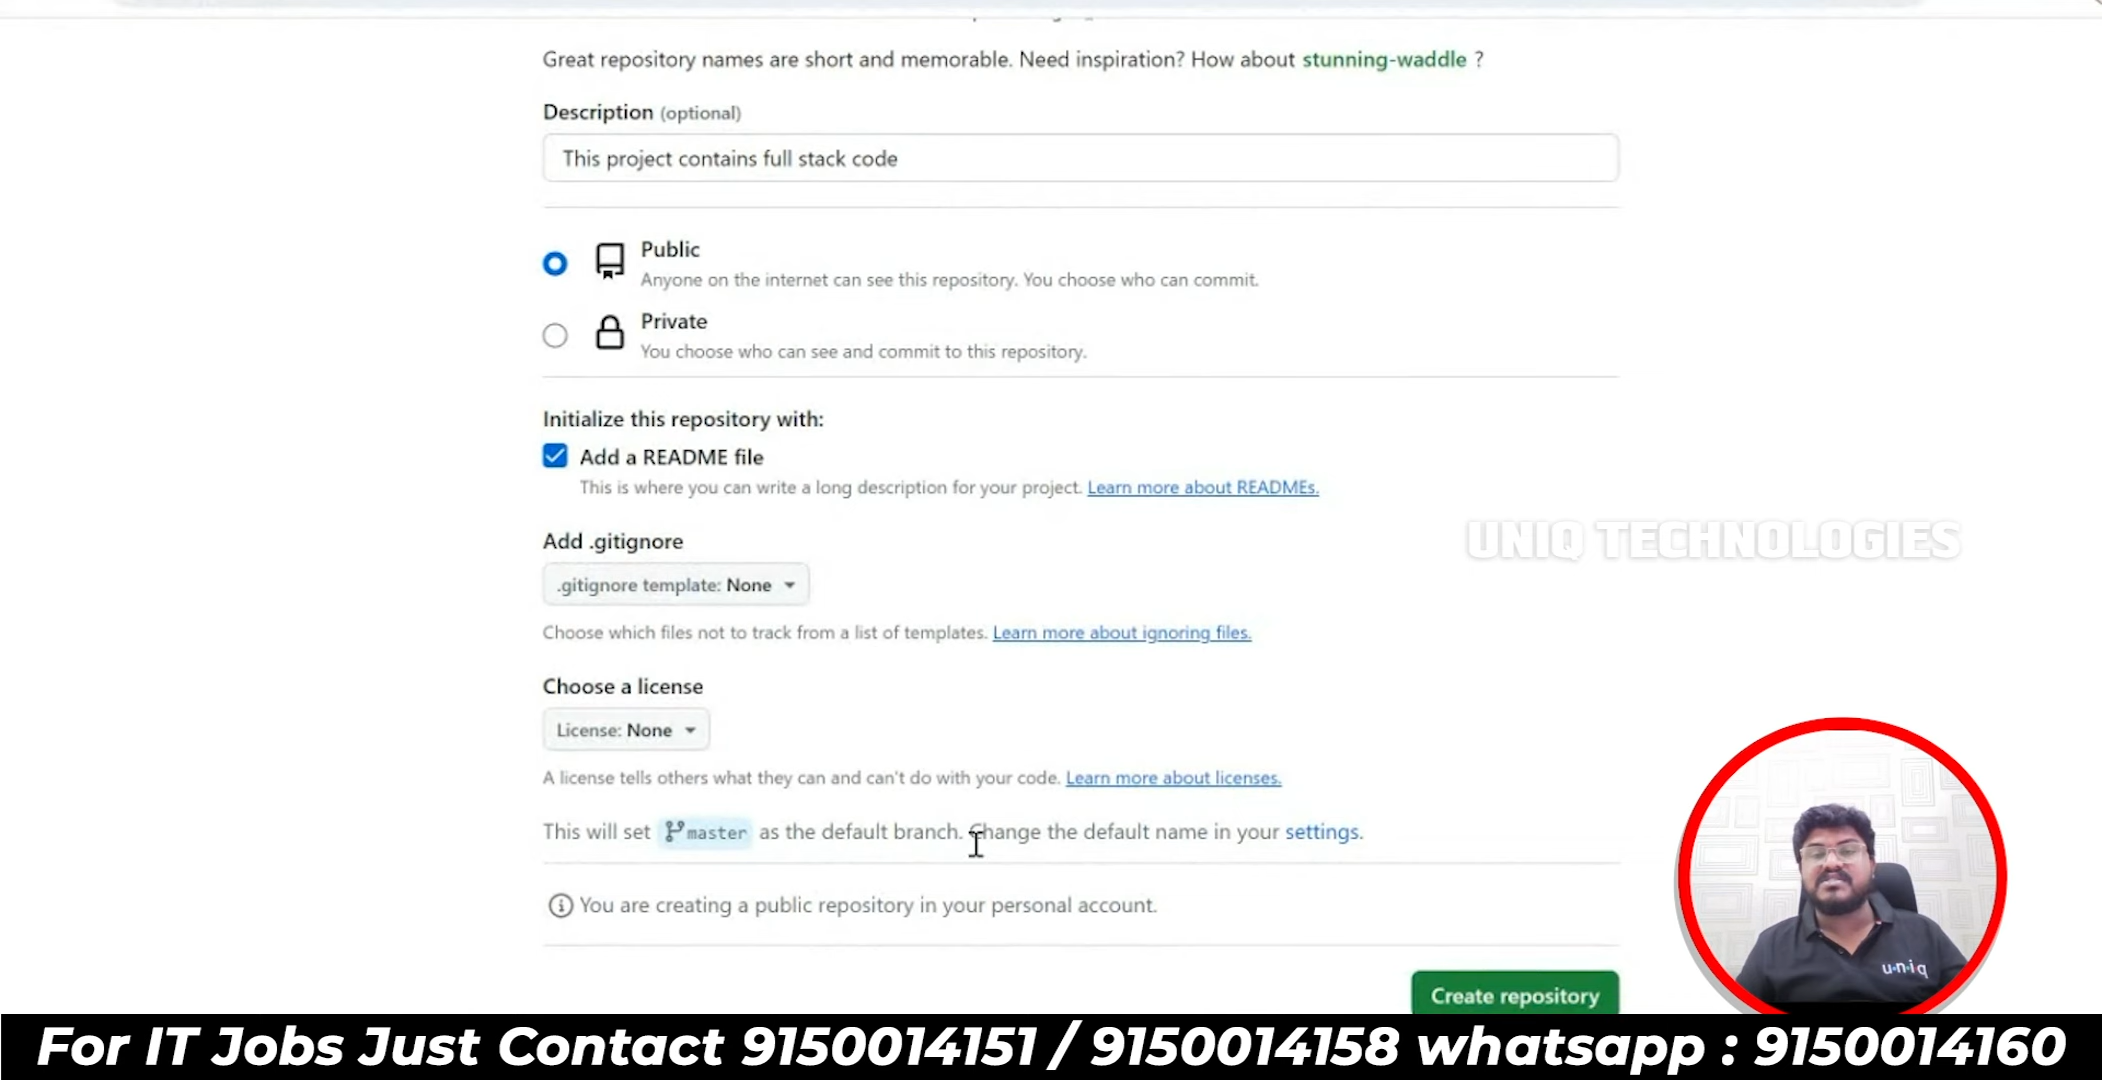 Great repository names are short and memorable. Need inspiration? How about stunning-waddle ?
Description (optional)
This project contains full stack code
Public
Anyone on the internet can see this repository. You choose who can commit.
Private
You choose who can see and commit to this repository.
Initialize this repository with:
Add a README file
This is where you can write a long description for your project. Learn more about READMEs.
Add .gitignore
.gitignore template: None
Choose which files not to track from a list of templates. Learn more about ignoring files.
Choose a license
License: None
A license tells others what they can and can't do with your code. Learn more about licenses.
This will set master as the default branch. Change the default name in your settings.
You are creating a public repository in your personal account.
Create repository
UNIQ TECHNOLOGIES
uniq
For IT Jobs Just Contact 9150014151 / 9150014158 whatsapp : 9150014160